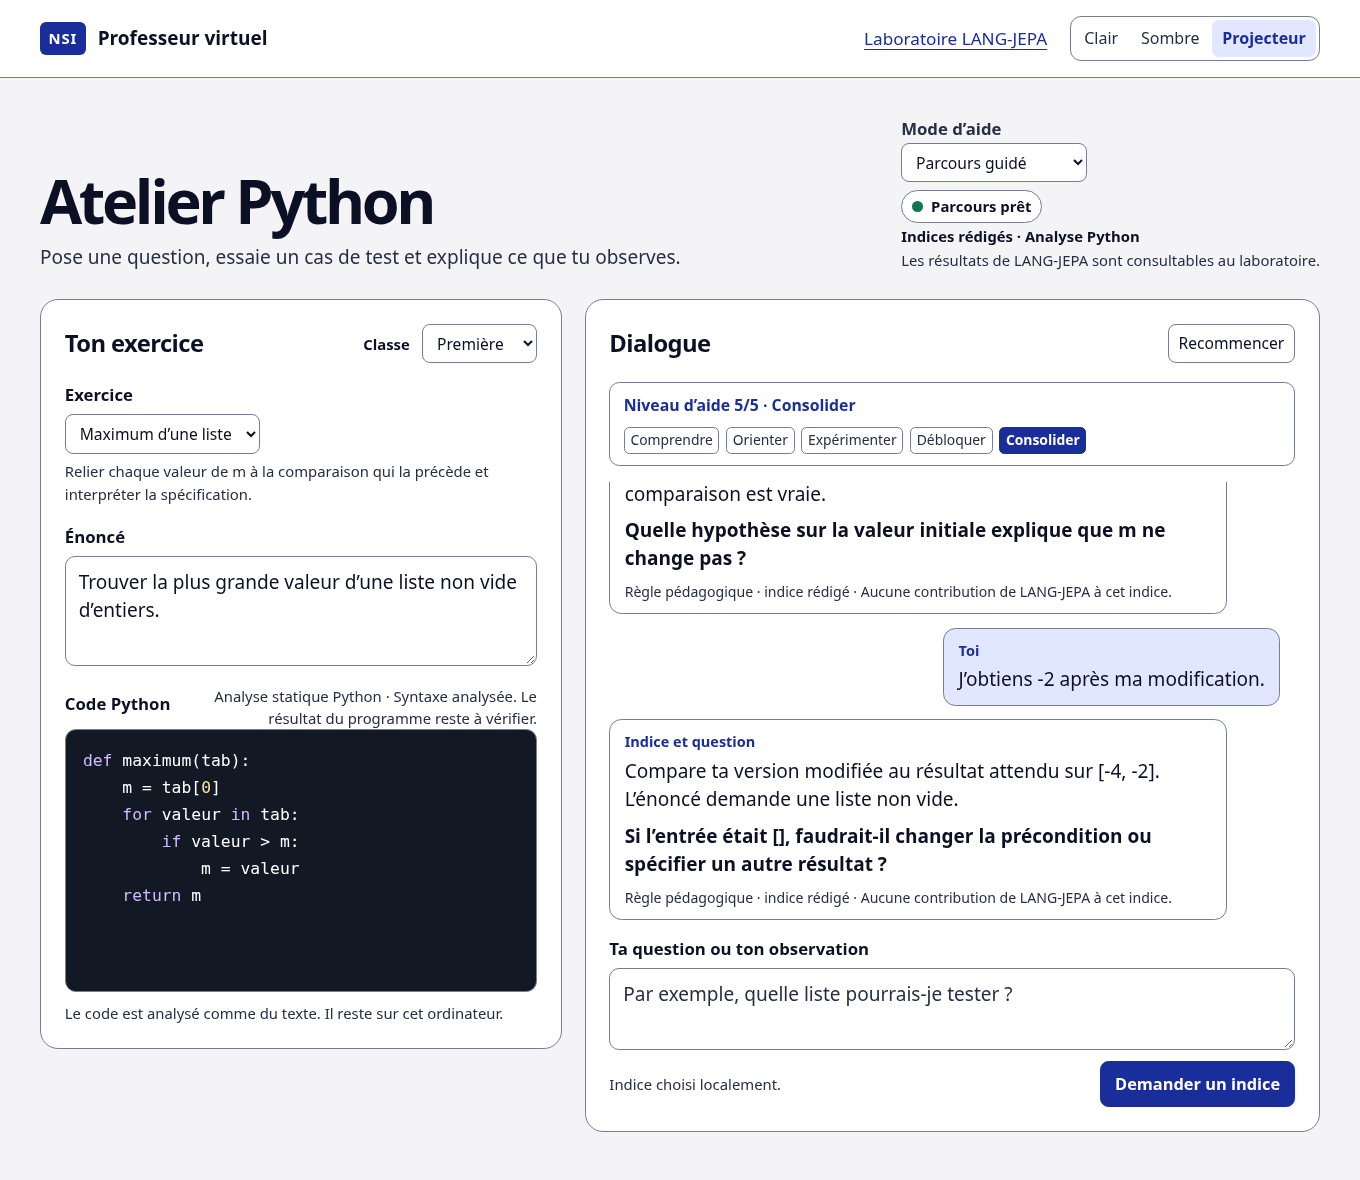 NSI Professeur virtuel
Laboratoire LANG-JEPA
Clair Sombre Projecteur
Atelier Python
Pose une question, essaie un cas de test et explique ce que tu observes.
Mode d’aide
Parcours guidé
Parcours prêt
Indices rédigés · Analyse Python
Les résultats de LANG-JEPA sont consultables au laboratoire.
Ton exercice
Classe Première
Exercice
Maximum d’une liste
Relier chaque valeur de m à la comparaison qui la précède et
interpréter la spécification.
Énoncé
Trouver la plus grande valeur d’une liste non vide
d’entiers.
Code Python
Analyse statique Python · Syntaxe analysée. Le
résultat du programme reste à vérifier.
def maximum(tab):
    m = tab[0]
    for valeur in tab:
        if valeur > m:
            m = valeur
    return m
Le code est analysé comme du texte. Il reste sur cet ordinateur.
Dialogue
Recommencer
Niveau d’aide 5/5 · Consolider
Comprendre Orienter Expérimenter Débloquer Consolider
comparaison est vraie.
Quelle hypothèse sur la valeur initiale explique que m ne
change pas ?
Règle pédagogique · indice rédigé · Aucune contribution de LANG-JEPA à cet indice.
Toi
J’obtiens -2 après ma modification.
Indice et question
Compare ta version modifiée au résultat attendu sur [-4, -2].
L’énoncé demande une liste non vide.
Si l’entrée était [], faudrait-il changer la précondition ou
spécifier un autre résultat ?
Règle pédagogique · indice rédigé · Aucune contribution de LANG-JEPA à cet indice.
Ta question ou ton observation
Par exemple, quelle liste pourrais-je tester ?
Indice choisi localement.
Demander un indice